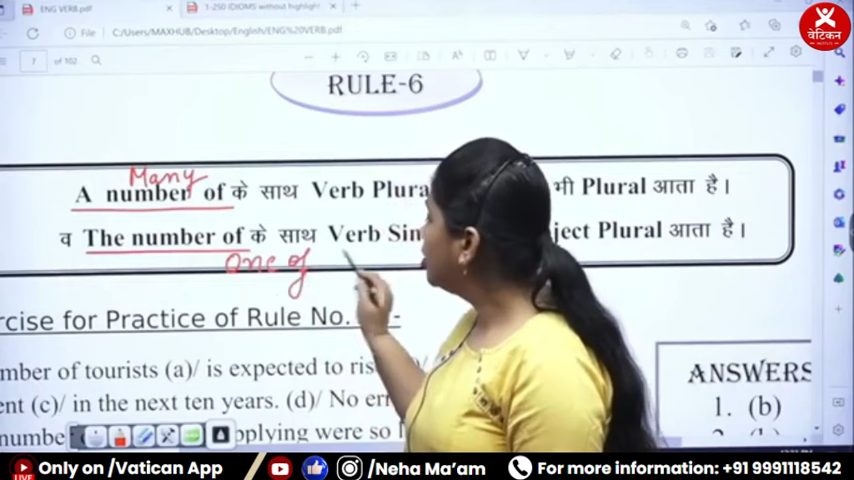 ENG VERB.pdf
1-250 IDIOMS without highligh
File C:/Users/MAXHUB/Desktop/English/ENG%20VERB.pdf
7 of 102
वेटिकन
RULE-6
Many
A number of के साथ Verb Plura भी Plural आता है।
व The number of के साथ Verb Sin ject Plural आता है।
one of
rcise for Practice of Rule No.
mber of tourists (a)/ is expected to ris
ent (c)/ in the next ten years. (d)/ No err
numbe pplying were so
ANSWERS
1. (b)
LIVE
Only on/Vatican App
/Neha Ma'am
For more information: +91 9991118542